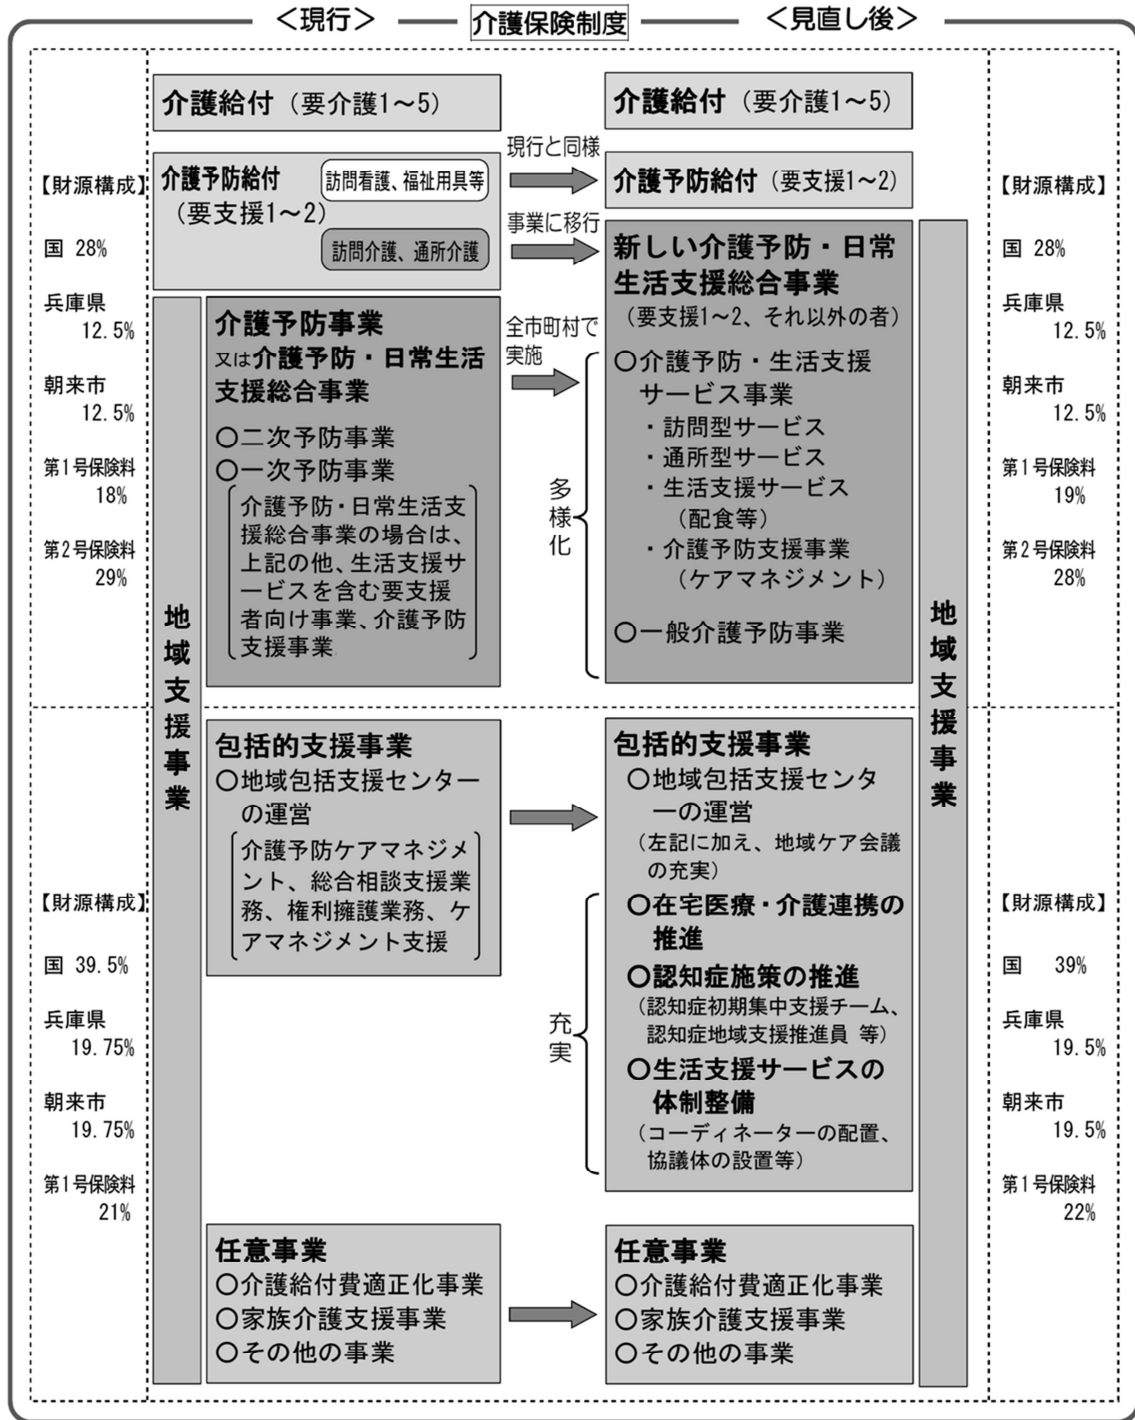 ＜現行＞
介護保険制度
＜見直し後＞
【財源構成】
国 28%
兵庫県
12.5%
朝来市
12.5%
第1号保険料
18%
第2号保険料
29%
介護給付（要介護1～5）
介護予防給付
（要支援1～2）
訪問看護、福祉用具等
訪問介護、通所介護
地域支援事業
介護予防事業
又は介護予防・日常生活
支援総合事業
○二次予防事業
○一次予防事業
介護予防・日常生活支
援総合事業の場合は、
上記の他、生活支援サ
ービスを含む要支援
者向け事業、介護予防
支援事業
現行と同様
事業に移行
全市町村で
実施
多様化
介護給付（要介護1～5）
介護予防給付（要支援1～2）
新しい介護予防・日常
生活支援総合事業
（要支援1～2、それ以外の者）
○介護予防・生活支援
サービス事業
・訪問型サービス
・通所型サービス
・生活支援サービス
（配食等）
・介護予防支援事業
（ケアマネジメント）
○一般介護予防事業
地域支援事業
【財源構成】
国 28%
兵庫県
12.5%
朝来市
12.5%
第1号保険料
19%
第2号保険料
28%
【財源構成】
国 39.5%
兵庫県
19.75%
朝来市
19.75%
第1号保険料
21%
包括的支援事業
○地域包括支援センター
の運営
介護予防ケアマネジメ
ント、総合相談支援業
務、権利擁護業務、ケ
アマネジメント支援
充実
包括的支援事業
○地域包括支援センタ
ーの運営
（左記に加え、地域ケア会議
の充実）
○在宅医療・介護連携の
推進
○認知症施策の推進
（認知症初期集中支援チーム、
認知症地域支援推進員 等）
○生活支援サービスの
体制整備
（コーディネーターの配置、
協議体の設置等）
【財源構成】
国 39%
兵庫県
19.5%
朝来市
19.5%
第1号保険料
22%
任意事業
○介護給付費適正化事業
○家族介護支援事業
○その他の事業
任意事業
○介護給付費適正化事業
○家族介護支援事業
○その他の事業